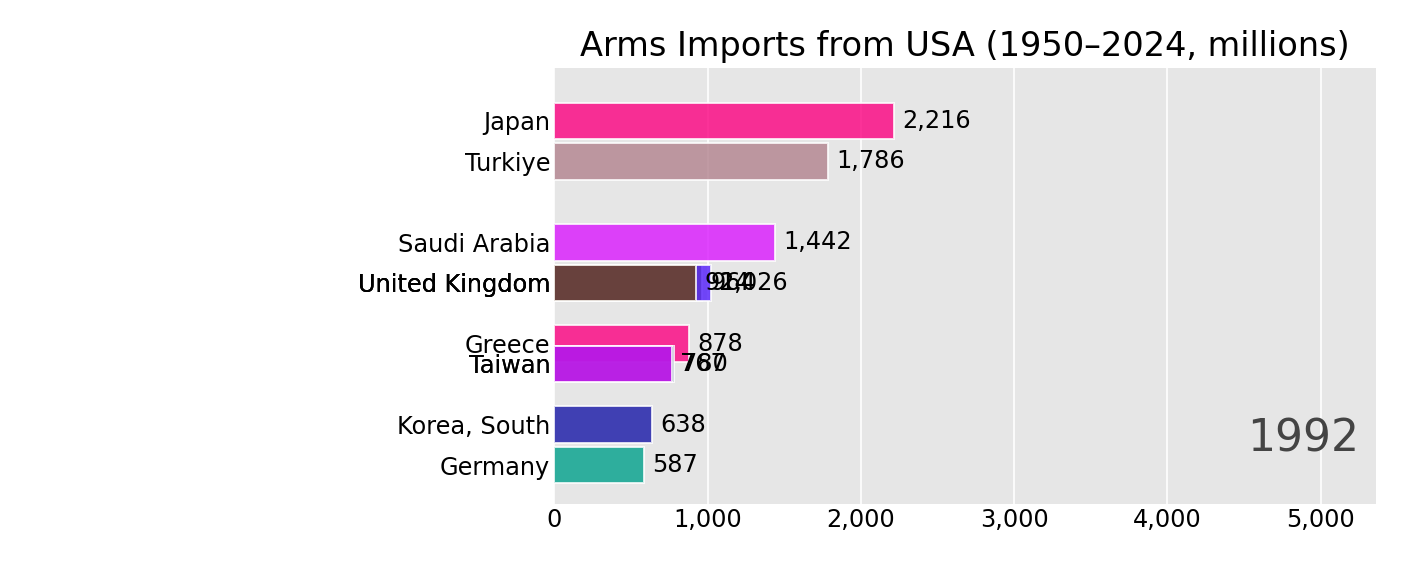 Arms Imports from USA (1950–2024, millions)
Japan 2,216
Turkiye 1,786
Saudi Arabia 1,442
United Kingdom
Greece 878
Taiwan
Korea, South 638
1992
Germany 587
0 1,000 2,000 3,000 4,000 5,000